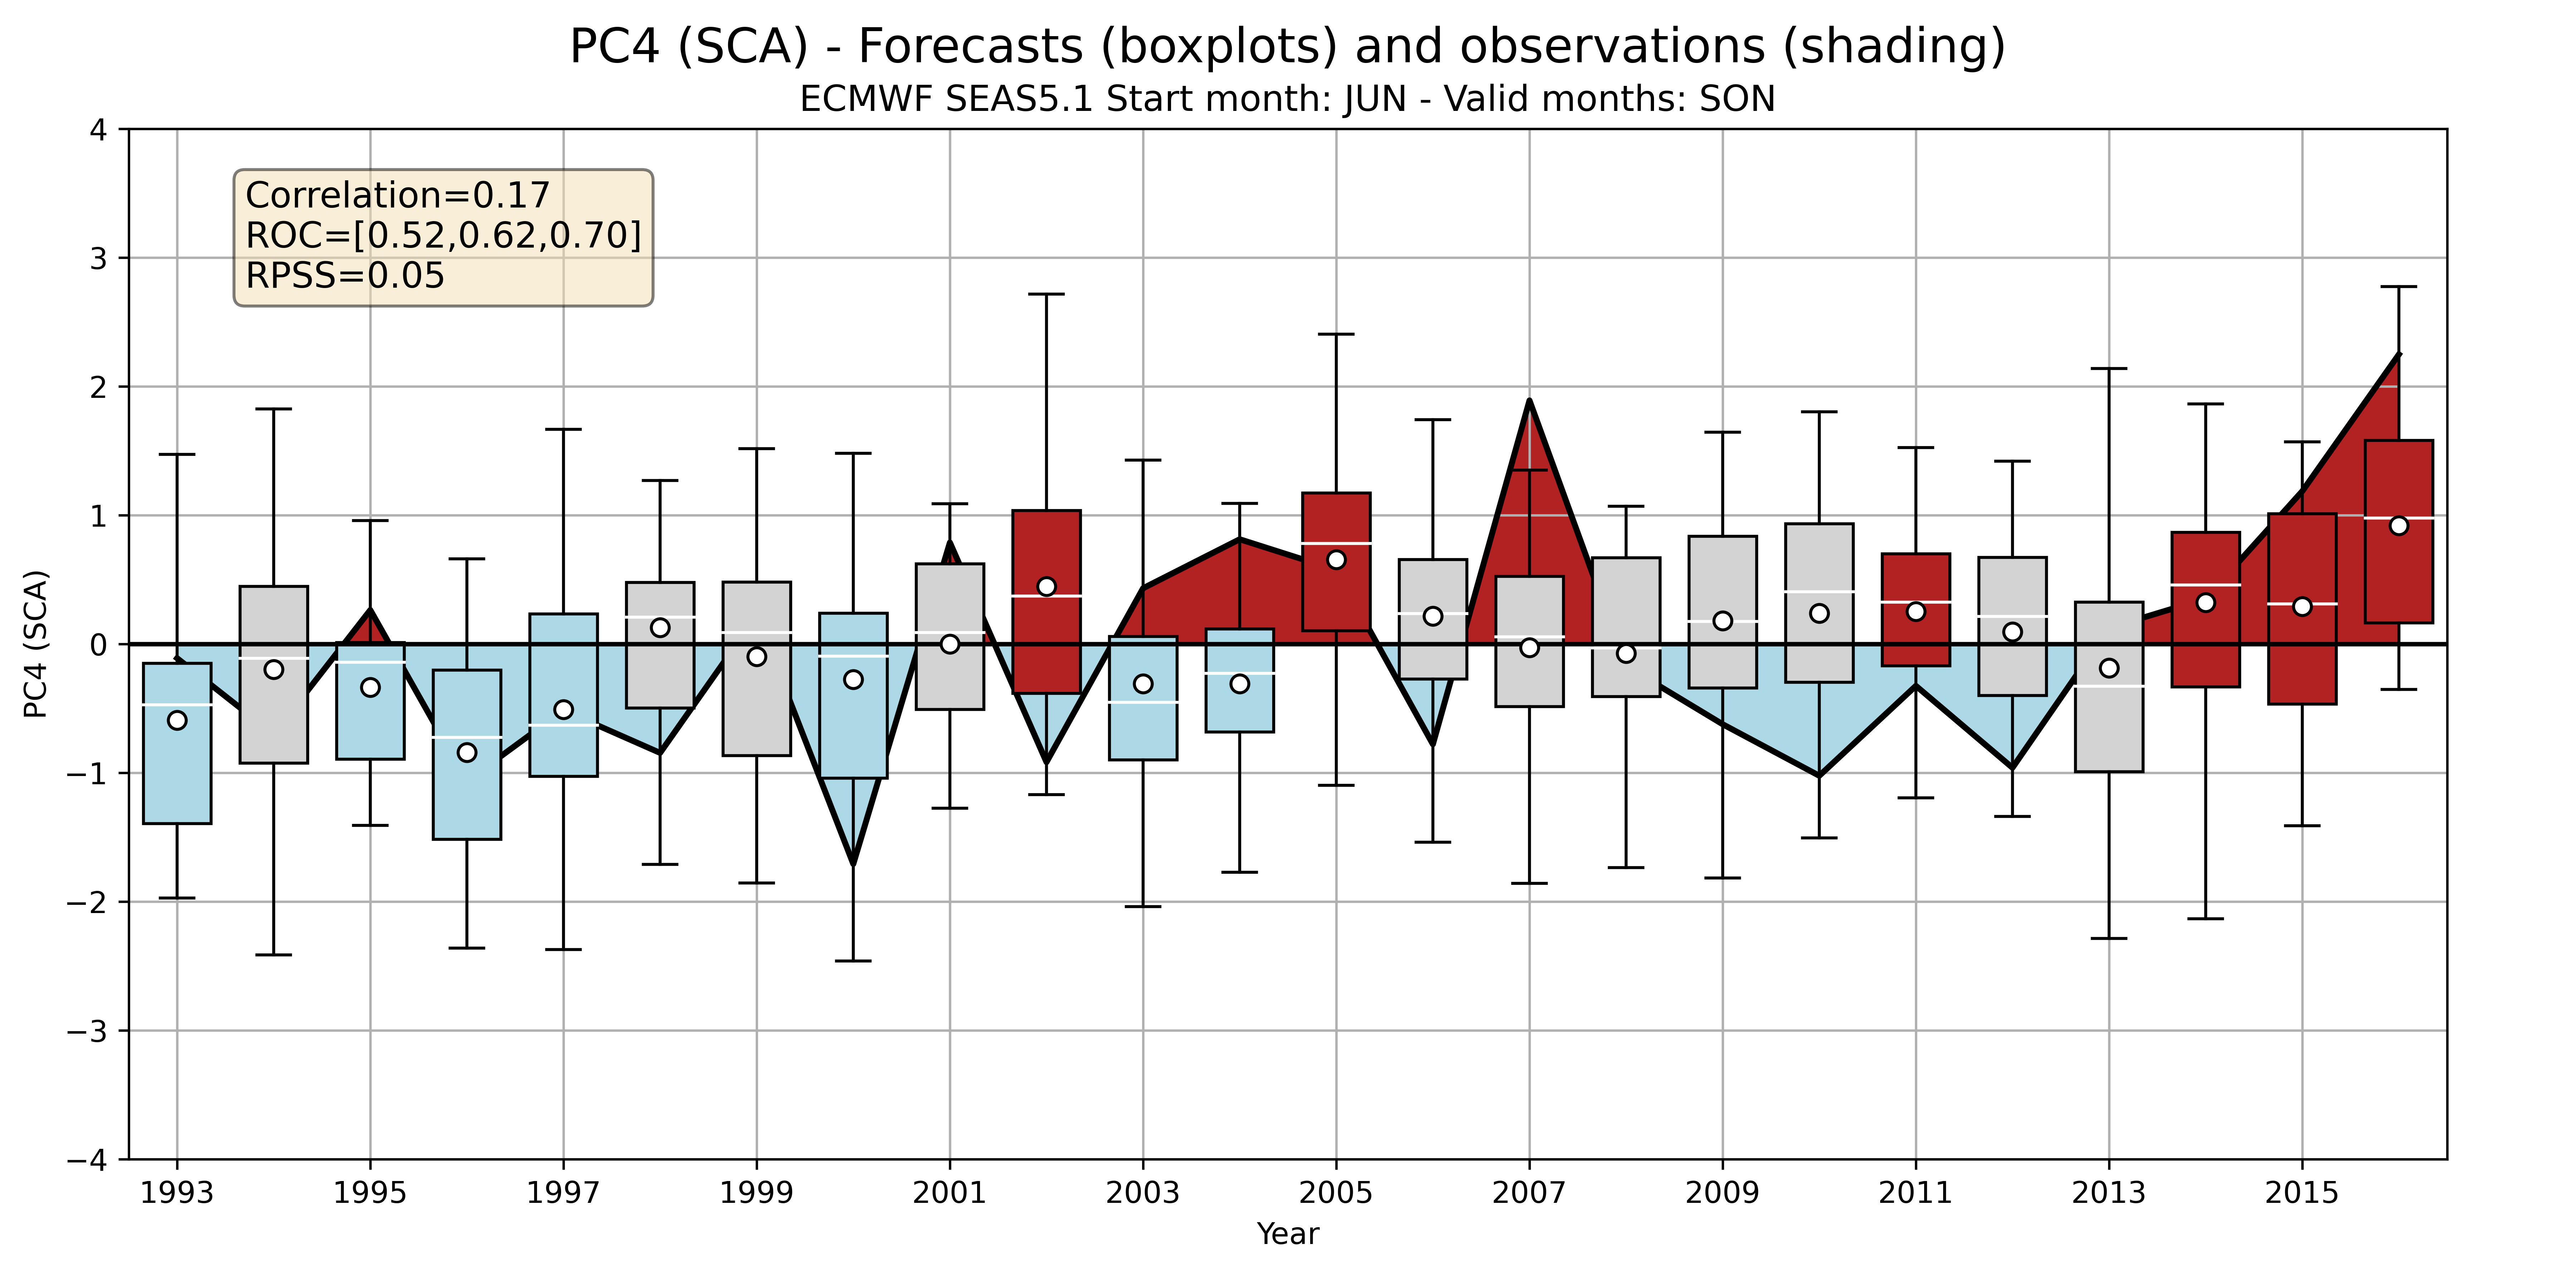 PC4 (SCA) - Forecasts (boxplots) and observations (shading)
ECMWF SEAS5.1 Start month: JUN - Valid months: SON
Correlation=0.17
ROC=[0.52,0.62,0.70]
RPSS=0.05
PC4 (SCA)
4
3
2
1
0
−1
−2
−3
−4
1993 1995 1997 1999 2001 2003 2005 2007 2009 2011 2013 2015
Year